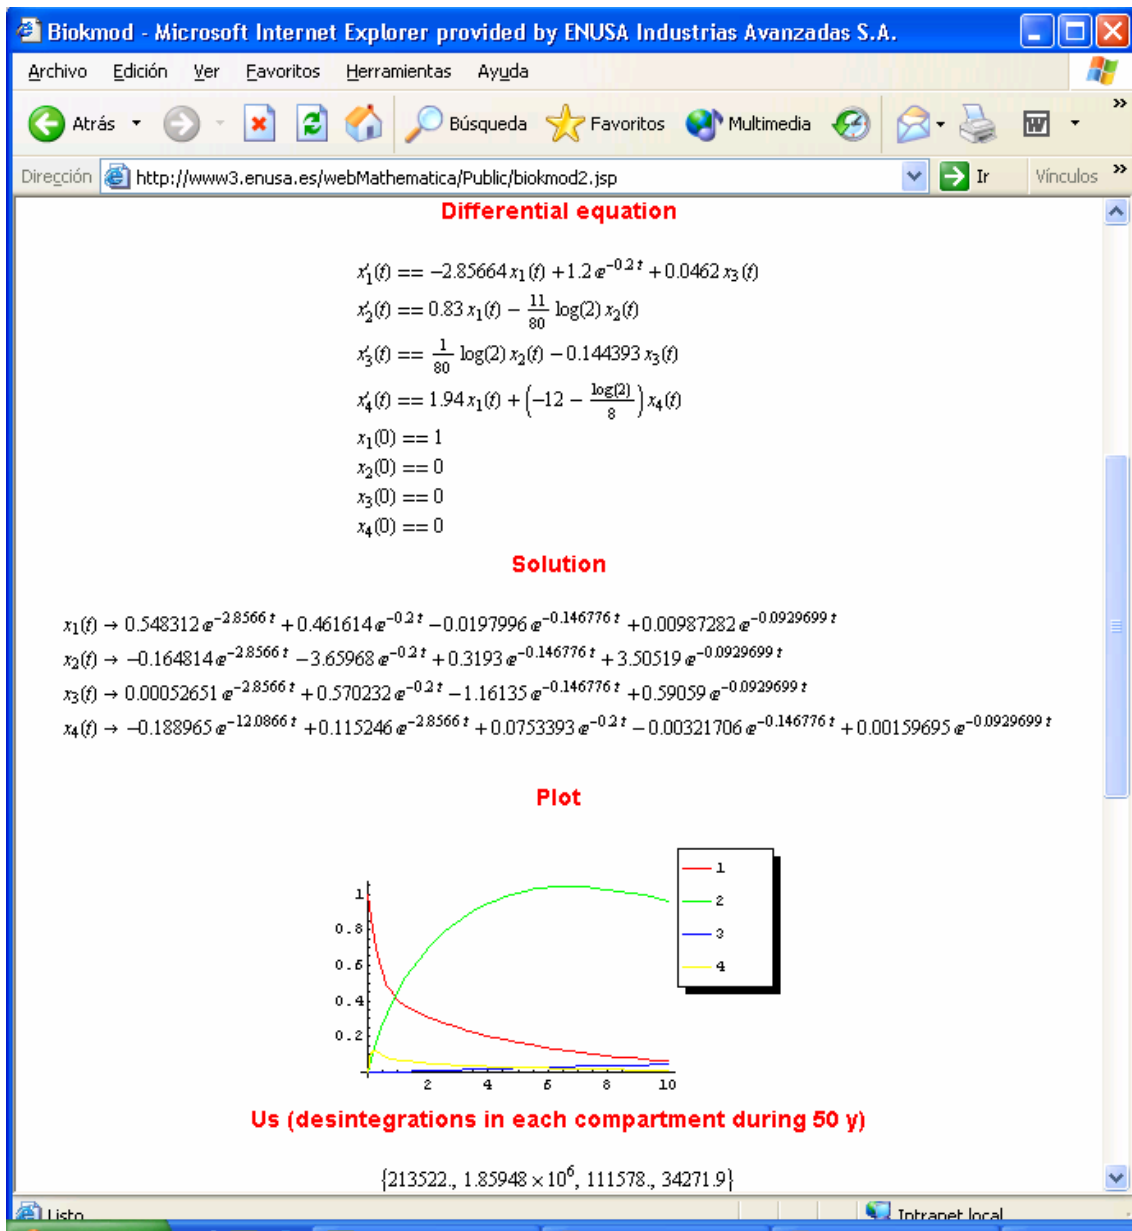 Biokmod - Microsoft Internet Explorer provided by ENUSA Industrias Avanzadas S.A.
Archivo Edición Ver Favoritos Herramientas Ayuda
Atrás Búsqueda Favoritos Multimedia »
Dirección http://www3.enusa.es/webMathematica/Public/biokmod2.jsp Ir Vínculos »
Differential equation
x₁′(t) == −2.85664 x₁(t) + 1.2 e^(−0.2 t) + 0.0462 x₃(t)
x₂′(t) == 0.83 x₁(t) − 11/80 log(2) x₂(t)
x₃′(t) == 1/80 log(2) x₂(t) − 0.144393 x₃(t)
x₄′(t) == 1.94 x₁(t) + (−12 − log(2)/8) x₄(t)
x₁(0) == 1
x₂(0) == 0
x₃(0) == 0
x₄(0) == 0
Solution
x₁(t) → 0.548312 e^(−2.8566 t) + 0.461614 e^(−0.2 t) − 0.0197996 e^(−0.146776 t) + 0.00987282 e^(−0.0929699 t)
x₂(t) → −0.164814 e^(−2.8566 t) − 3.65968 e^(−0.2 t) + 0.3193 e^(−0.146776 t) + 3.50519 e^(−0.0929699 t)
x₃(t) → 0.00052651 e^(−2.8566 t) + 0.570232 e^(−0.2 t) − 1.16135 e^(−0.146776 t) + 0.59059 e^(−0.0929699 t)
x₄(t) → −0.188965 e^(−12.0866 t) + 0.115246 e^(−2.8566 t) + 0.0753393 e^(−0.2 t) − 0.00321706 e^(−0.146776 t) + 0.00159695 e^(−0.0929699 t)
Plot
1
0.8
0.6
0.4
0.2
2 4 6 8 10
1
2
3
4
Us (desintegrations in each compartment during 50 y)
{213522., 1.85948 × 10⁶, 111578., 34271.9}
Listo Intranet local